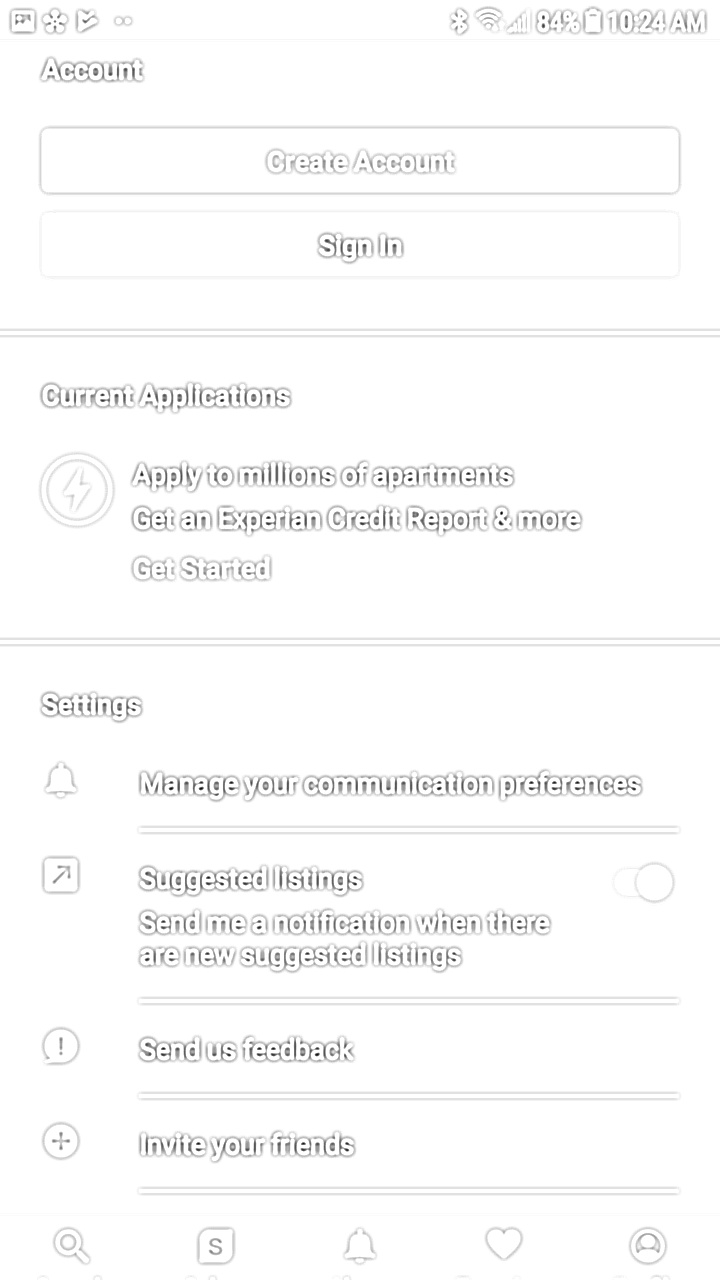 84% 10:24 AM
Account
Create Account
Sign In
Current Applications
Apply to millions of apartments
Get an Experian Credit Report & more
Get Started
Settings
Manage your communication preferences
Suggested listings
Send me a notification when there
are new suggested listings
Send us feedback
Invite your friends
S